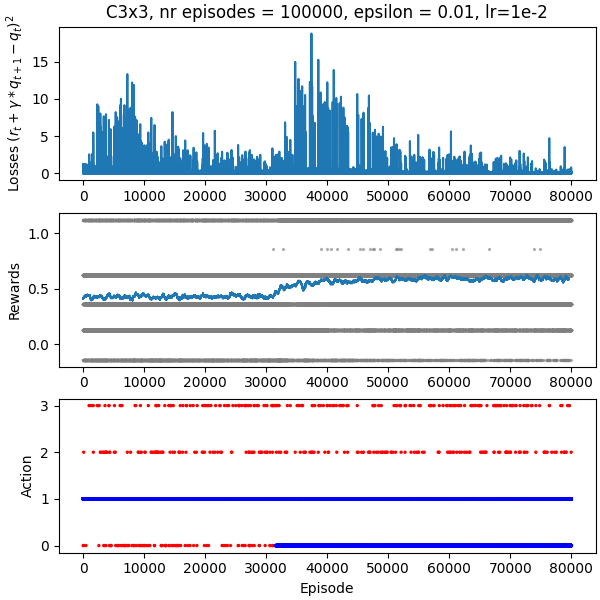 C3x3, nr episodes = 100000, epsilon = 0.01, lr=1e-2
Losses $(r_t + \gamma * q_{t+1} - q_t)^2$
15
10
5
0
0 10000 20000 30000 40000 50000 60000 70000 80000
Rewards
1.0
0.5
0.0
0 10000 20000 30000 40000 50000 60000 70000 80000
Action
3
2
1
0
0 10000 20000 30000 40000 50000 60000 70000 80000
Episode